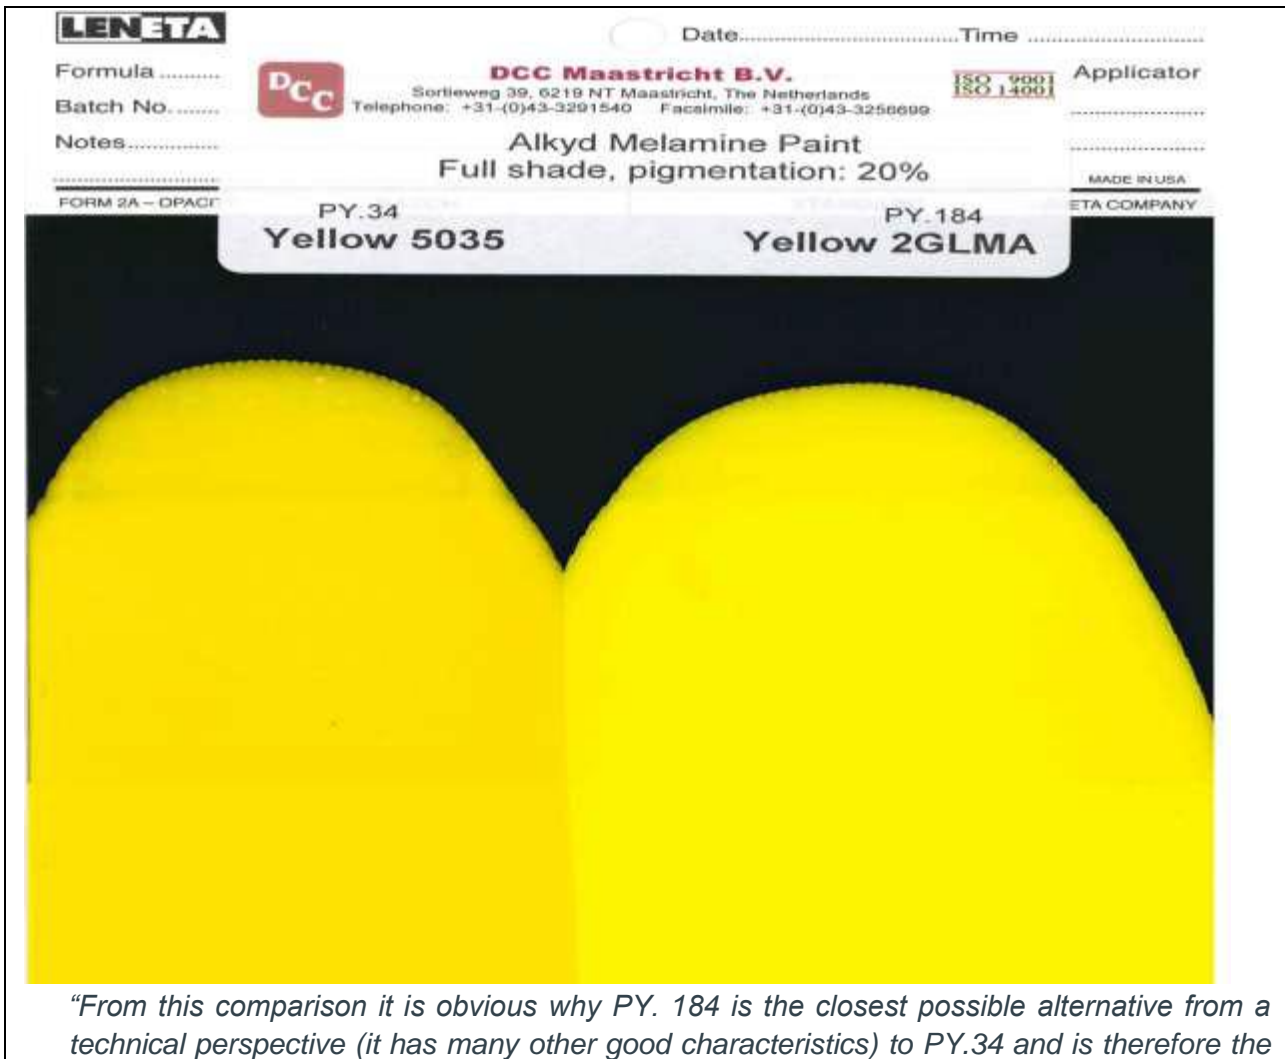 LENETA
Date....................................Time .............................
Formula ..........
DCC
DCC Maastricht B.V.
ISO 9001
ISO 14001
Applicator
Batch No. ........
Sortieweg 39, 6219 NT Maastricht, The Netherlands
Telephone: +31-(0)43-3291540 Facsimile: +31-(0)43-3256699
Notes...............
Alkyd Melamine Paint
Full shade, pigmentation: 20%
MADE IN USA
FORM 2A – OPACI
ETA COMPANY
PY.34
PY.184
Yellow 5035
Yellow 2GLMA
“From this comparison it is obvious why PY. 184 is the closest possible alternative from a
technical perspective (it has many other good characteristics) to PY.34 and is therefore the